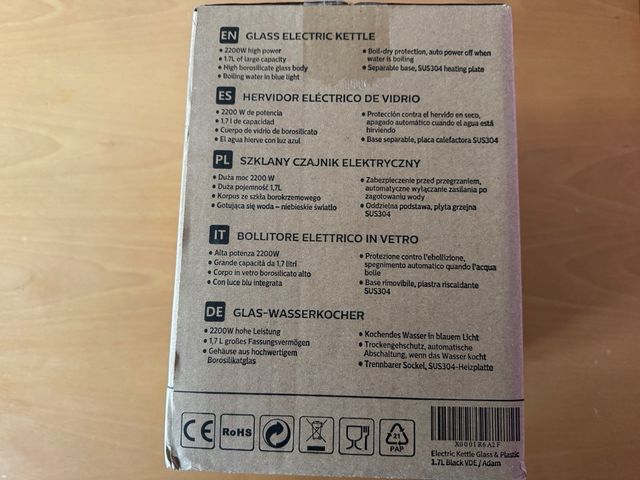 EN GLASS ELECTRIC KETTLE
• 2200W high power
• 1.7L of large capacity
• High borosilicate glass body
• Boiling water in blue light
• Boil-dry protection, auto power off when
water is boiling
• Separable base, SUS304 heating plate
ES HERVIDOR ELÉCTRICO DE VIDRIO
• 2200 W de potencia
• 1,7 l de capacidad
• Cuerpo de vidrio de borosilicato
• El agua hierve con luz azul
• Protección contra el hervido en seco,
apagado automático cuando el agua está
hirviendo
• Base separable, placa calefactora SUS304
PL SZKLANY CZAJNIK ELEKTRYCZNY
• Duża moc 2200 W
• Duża pojemność 1,7L
• Korpus ze szkła borokrzemowego
• Gotująca się woda – niebieskie światło
• Zabezpieczenie przed przegrzaniem,
automatyczne wyłączanie zasilania po
zagotowaniu wody
• Oddzielna podstawa, płyta grzejna
SUS304
IT BOLLITORE ELETTRICO IN VETRO
• Alta potenza 2200W
• Grande capacità da 1,7 litri
• Corpo in vetro borosilicato alto
• Con luce blu integrata
• Protezione contro l'ebollizione,
spegnimento automatico quando l'acqua
bolle
• Base rimovibile, piastra riscaldante
SUS304
DE GLAS-WASSERKOCHER
• 2200W hohe Leistung
• 1,7 L großes Fassungsvermögen
• Gehäuse aus hochwertigem
Borosilikatglas
• Kochendes Wasser in blauem Licht
• Trockengehschutz, automatische
Abschaltung, wenn das Wasser kocht
• Trennbarer Sockel, SUS304-Heizplatte
CE
RoHS
21
PAP
X0001R6A2F
Electric Kettle Glass & Plastic
1.7L Black VDE / Adam